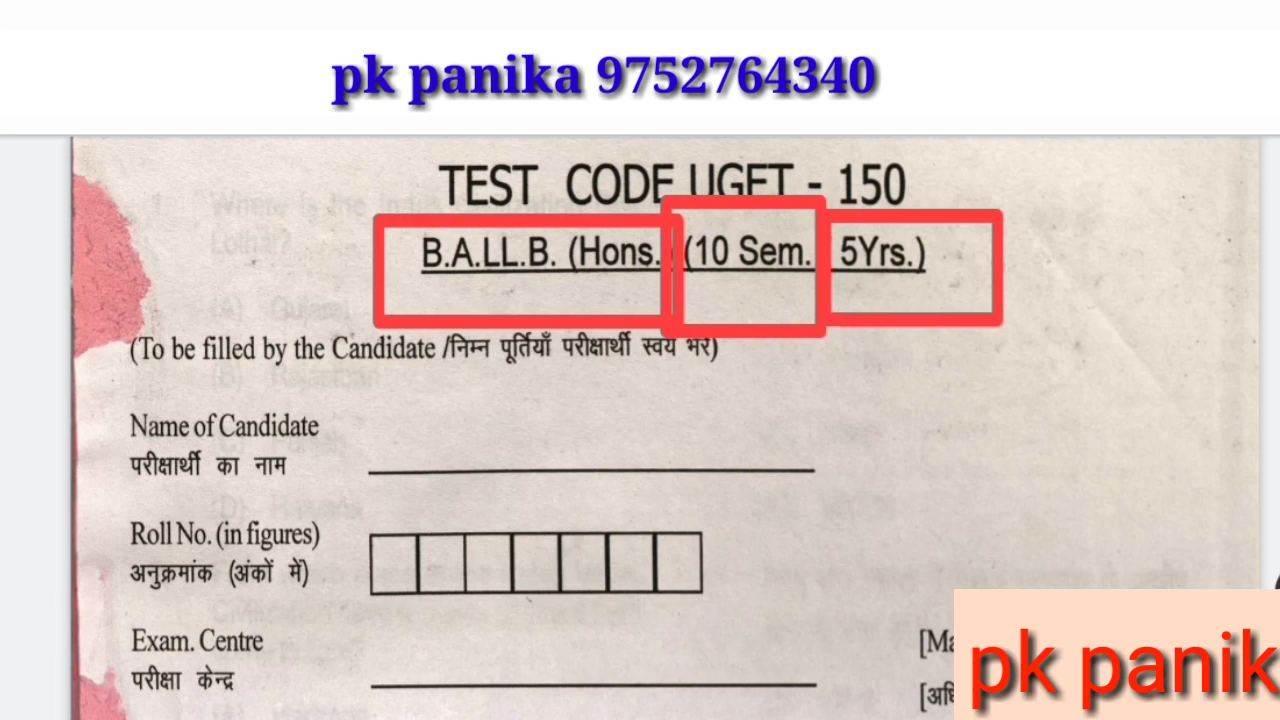 pk panika 9752764340
TEST CODE UGET - 150
B.A.LL.B. (Hons. (10 Sem. 5Yrs.)
(To be filled by the Candidate /निम्न पूर्तियाँ परीक्षार्थी स्वयं भरें)
Name of Candidate
परीक्षार्थी का नाम
Roll No. (in figures)
अनुक्रमांक (अंकों में)
Exam. Centre
परीक्षा केन्द्र
pk panik